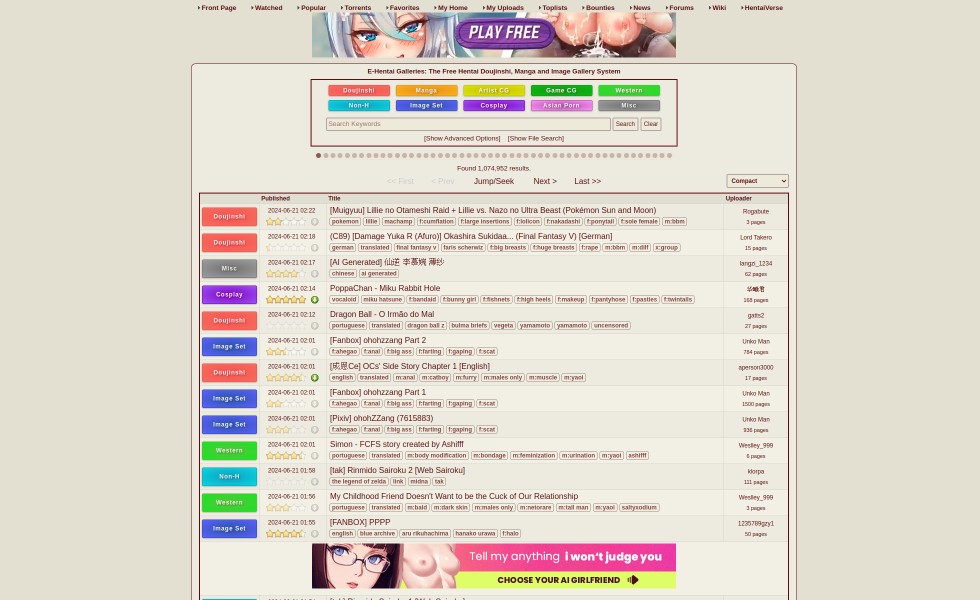 Front Page Watched Popular Torrents Favorites My Home My Uploads Toplists Bounties News Forums Wiki HentaiVerse
PLAY FREE
E-Hentai Galleries: The Free Hentai Doujinshi, Manga and Image Gallery System
Doujinshi Manga Artist CG Game CG Western
Non-H Image Set Cosplay Asian Porn Misc
Search Keywords Search Clear
[Show Advanced Options] [Show File Search]
Found 1,074,952 results.
<< First < Prev Jump/Seek Next > Last >> Compact
Published Title Uploader
Doujinshi 2024-06-21 02:22 [Muigyuu] Lillie no Otameshi Raid + Lillie vs. Nazo no Ultra Beast (Pokémon Sun and Moon) Rogabute
pokemon lillie machamp f:cumflation f:large insertions f:lolicon f:nakadashi f:ponytail f:sole female m:bbm 3 pages
Doujinshi 2024-06-21 02:18 (C89) [Damage Yuka R (Afuro)] Okashira Sukidaa... (Final Fantasy V) [German] Lord Takero
german translated final fantasy v faris scherwiz f:big breasts f:huge breasts f:rape m:bbm m:dilf x:group 15 pages
Misc 2024-06-21 02:17 [AI Generated] langzi_1234
chinese ai generated 62 pages
Cosplay 2024-06-21 02:14 PoppaChan - Miku Rabbit Hole
vocaloid miku hatsune f:bandaid f:bunny girl f:fishnets f:high heels f:makeup f:pantyhose f:pasties f:twintails 168 pages
Doujinshi 2024-06-21 02:12 Dragon Ball - O Irmão do Mal gatts2
portuguese translated dragon ball z bulma briefs vegeta yamamoto yamamoto uncensored 27 pages
Image Set 2024-06-21 02:01 [Fanbox] ohohzzang Part 2 Unko Man
f:ahegao f:anal f:big ass f:farting f:gaping f:scat 784 pages
Doujinshi 2024-06-21 02:01 OCs' Side Story Chapter 1 [English] aperson3000
english translated m:anal m:catboy m:furry m:males only m:muscle m:yaoi 17 pages
Image Set 2024-06-21 02:01 [Fanbox] ohohzzang Part 1 Unko Man
f:ahegao f:anal f:big ass f:farting f:gaping f:scat 1500 pages
Image Set 2024-06-21 02:01 [Pixiv] ohohZZang (7615883) Unko Man
f:ahegao f:anal f:big ass f:farting f:gaping f:scat 936 pages
Western 2024-06-21 02:01 Simon - FCFS story created by Ashifff Weslley_999
portuguese translated m:body modification m:bondage m:feminization m:urination m:yaoi ashifff 6 pages
Non-H 2024-06-21 01:58 [tak] Rinmido Sairoku 2 [Web Sairoku] klorpa
the legend of zelda link midna tak 111 pages
Western 2024-06-21 01:56 My Childhood Friend Doesn't Want to be the Cuck of Our Relationship Weslley_999
portuguese translated m:bald m:dark skin m:males only m:netorare m:tall man m:yaoi saltyxodium 3 pages
Image Set 2024-06-21 01:55 [FANBOX] PPPP 1235789gzy1
english blue archive aru rikuhachima hanako urawa f:halo 50 pages
Tell my anything i won't judge you
CHOOSE YOUR AI GIRLFRIEND